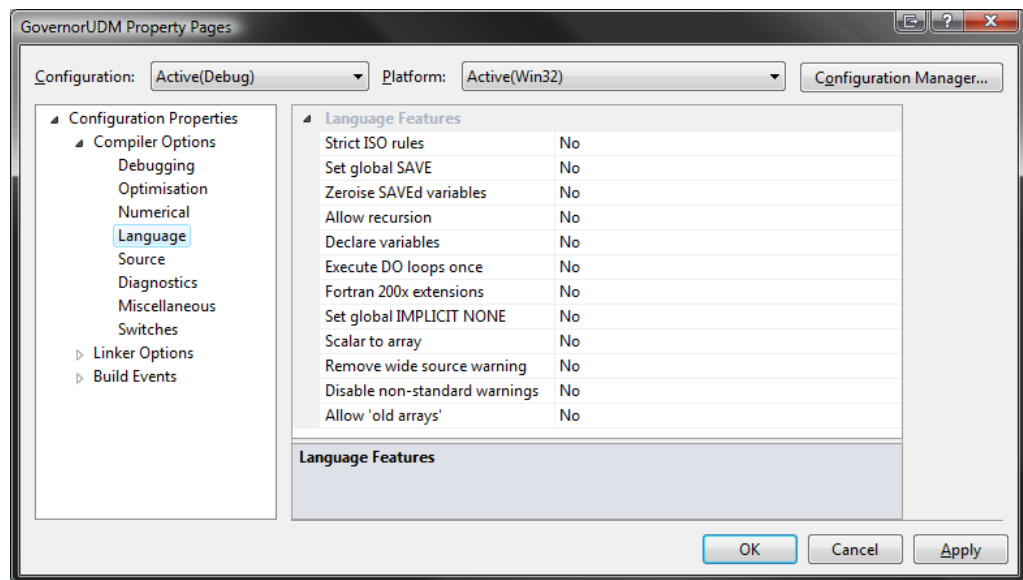 GovernorUDM Property Pages
Configuration: Active(Debug) Platform: Active(Win32) Configuration Manager...
Configuration Properties
Compiler Options
Debugging
Optimisation
Numerical
Language
Source
Diagnostics
Miscellaneous
Switches
Linker Options
Build Events
Language Features
Strict ISO rules No
Set global SAVE No
Zeroise SAVEd variables No
Allow recursion No
Declare variables No
Execute DO loops once No
Fortran 200x extensions No
Set global IMPLICIT NONE No
Scalar to array No
Remove wide source warning No
Disable non-standard warnings No
Allow 'old arrays' No
Language Features
OK Cancel Apply